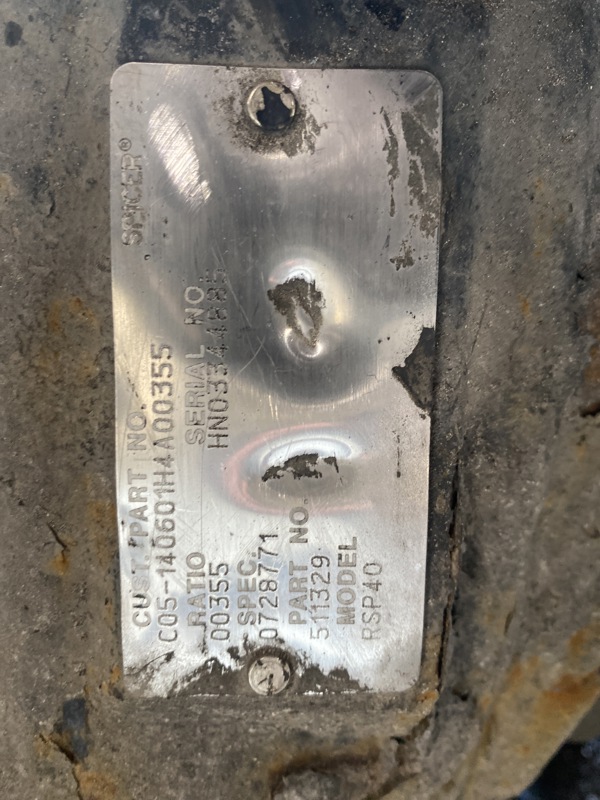 SPICER®
CUST. PART NO.
C05-140601H4A00355
RATIO
SERIAL NO.
00355
SPEC.
0728771
PART NO.
511329
MODEL
RSP40